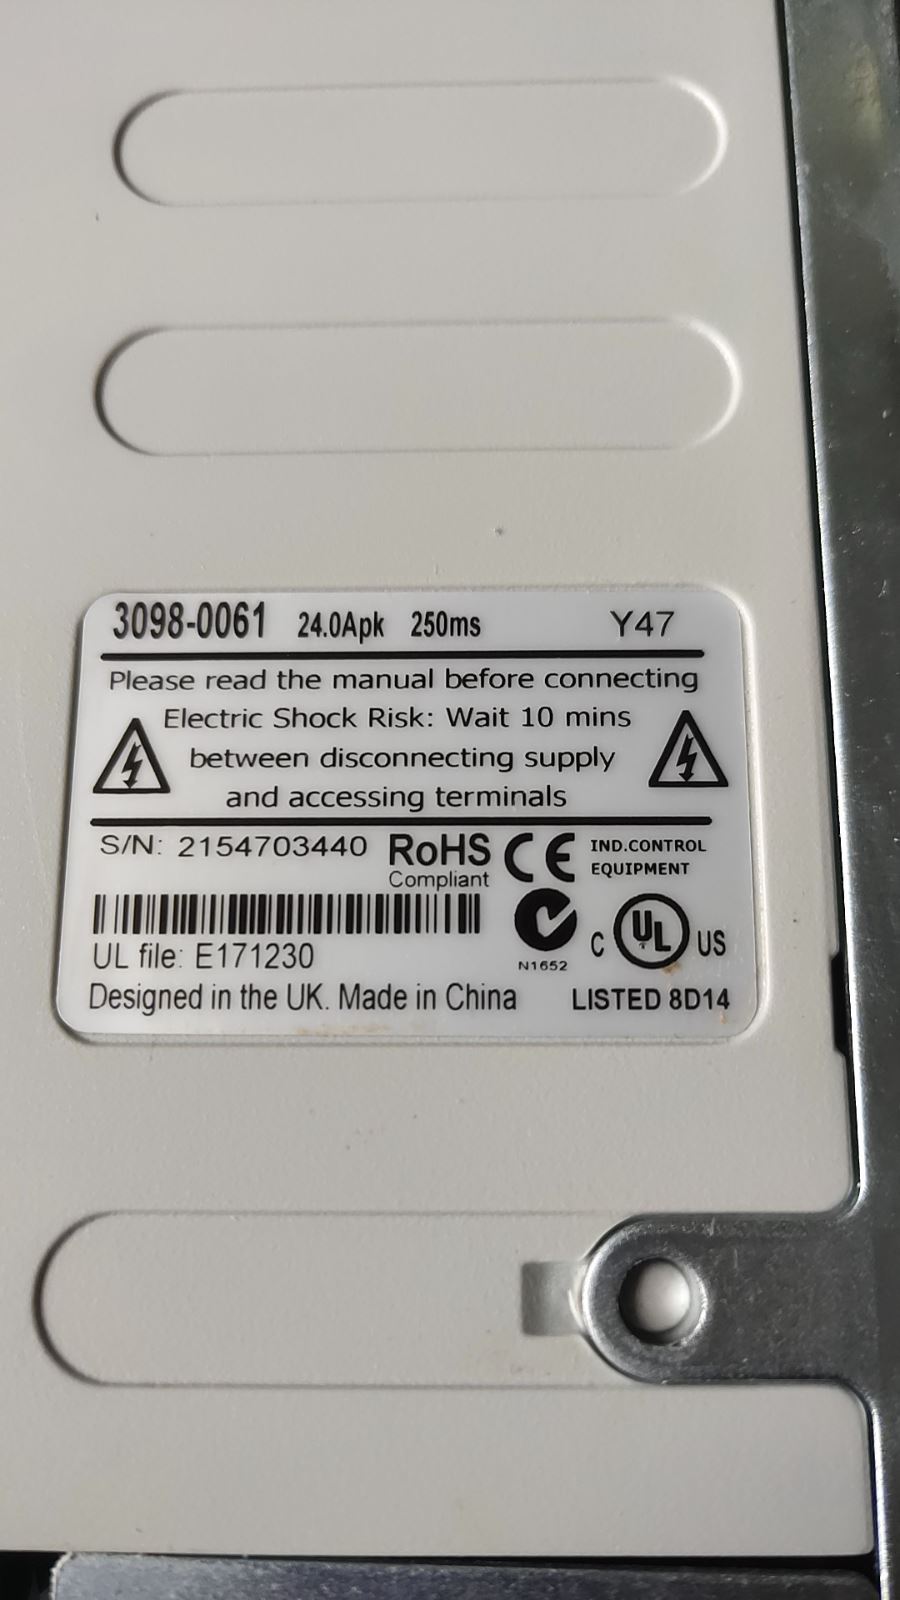 3098-0061 24.0Apk 250ms Y47
Please read the manual before connecting
Electric Shock Risk: Wait 10 mins
between disconnecting supply
and accessing terminals
S/N: 2154703440 RoHS Compliant CE IND.CONTROL EQUIPMENT
N1652 C UL US
UL file: E171230
Designed in the UK. Made in China LISTED 8D14